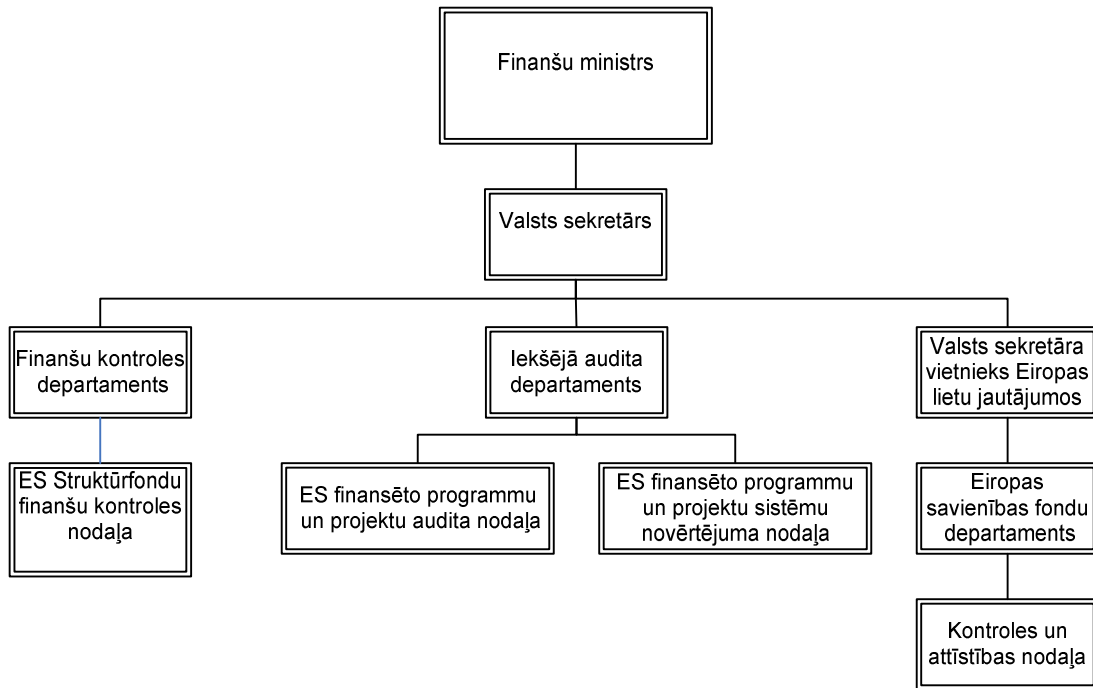 Finanšu ministrs
Valsts sekretārs
Finanšu kontroles
departaments
Iekšējā audita
departaments
Valsts sekretāra
vietnieks Eiropas
lietu jautājumos
ES Struktūrfondu
finanšu kontroles
nodaļa
ES finansēto programmu
un projektu audita nodaļa
ES finansēto programmu
un projektu sistēmu
novērtējuma nodaļa
Eiropas
savienības fondu
departaments
Kontroles un
attīstības nodaļa